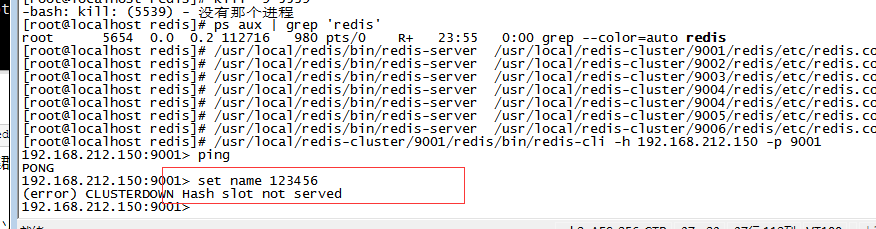 -bash: kill: (5539) - 没有那个进程
[root@localhost redis]# ps aux | grep 'redis'
root 5654 0.0 0.2 112716 980 pts/0 R+ 23:55 0:00 grep --color=auto redis
[root@localhost redis]# /usr/local/redis/bin/redis-server /usr/local/redis-cluster/9001/redis/etc/redis.co
[root@localhost redis]# /usr/local/redis/bin/redis-server /usr/local/redis-cluster/9002/redis/etc/redis.co
[root@localhost redis]# /usr/local/redis/bin/redis-server /usr/local/redis-cluster/9003/redis/etc/redis.co
[root@localhost redis]# /usr/local/redis/bin/redis-server /usr/local/redis-cluster/9004/redis/etc/redis.co
[root@localhost redis]# /usr/local/redis/bin/redis-server /usr/local/redis-cluster/9004/redis/etc/redis.co
[root@localhost redis]# /usr/local/redis/bin/redis-server /usr/local/redis-cluster/9005/redis/etc/redis.co
[root@localhost redis]# /usr/local/redis/bin/redis-server /usr/local/redis-cluster/9006/redis/etc/redis.co
[root@localhost redis]# /usr/local/redis-cluster/9001/redis/bin/redis-cli -h 192.168.212.150 -p 9001
192.168.212.150:9001> ping
PONG
192.168.212.150:9001> set name 123456
(error) CLUSTERDOWN Hash slot not served
192.168.212.150:9001>